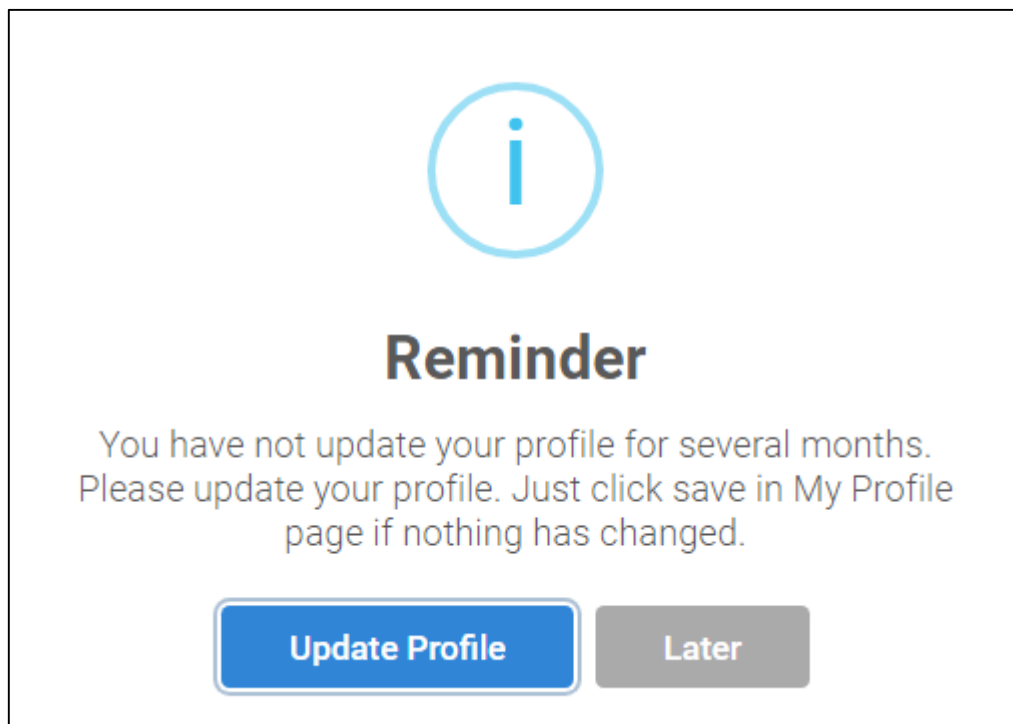 i
Reminder
You have not update your profile for several months.
Please update your profile. Just click save in My Profile
page if nothing has changed.
Update Profile
Later